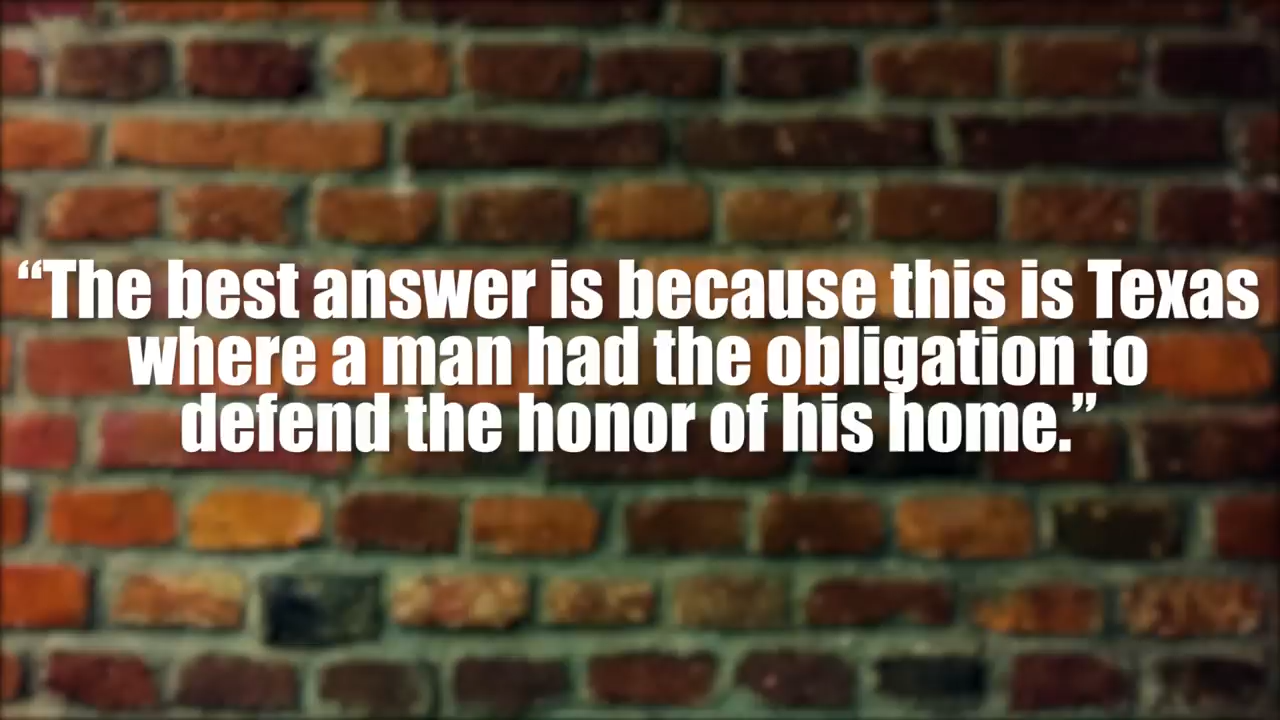 “The best answer is because this is Texas
where a man had the obligation to
defend the honor of his home.”